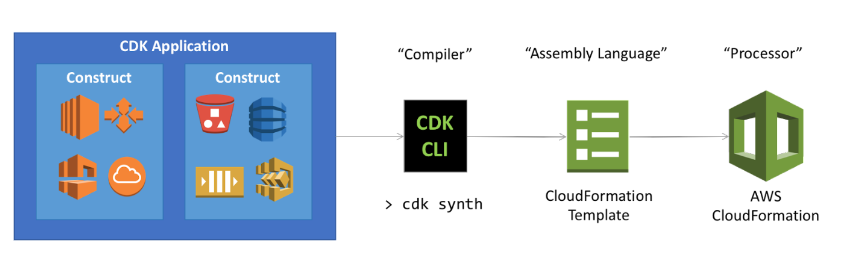 CDK Application
Construct
Construct
“Compiler”
CDK
CLI
> cdk synth
“Assembly Language”
CloudFormation
Template
“Processor”
AWS
CloudFormation